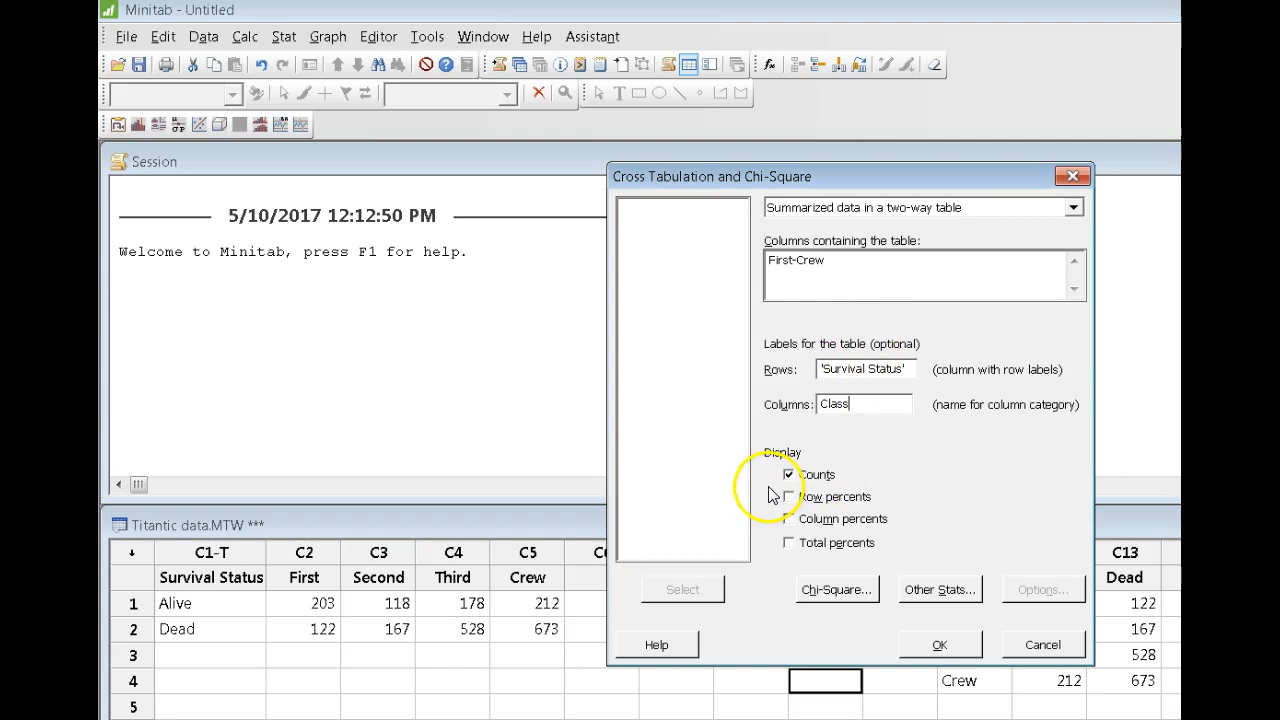 Minitab - Untitled
File Edit Data Calc Stat Graph Editor Tools Window Help Assistant
Session
5/10/2017 12:12:50 PM
Welcome to Minitab, press F1 for help.
Cross Tabulation and Chi-Square
Summarized data in a two-way table
Columns containing the table:
First-Crew
Labels for the table (optional)
Rows: 'Survival Status' (column with row labels)
Columns: Class (name for column category)
Display
Counts
Row percents
Column percents
Total percents
Select Chi-Square... Other Stats... Options...
Help OK Cancel
Titantic data.MTW ***
C1-T C2 C3 C4 C5 C13
Survival Status First Second Third Crew Dead
1 Alive 203 118 178 212 122
2 Dead 122 167 528 673 167
3 528
4 Crew 212 673
5